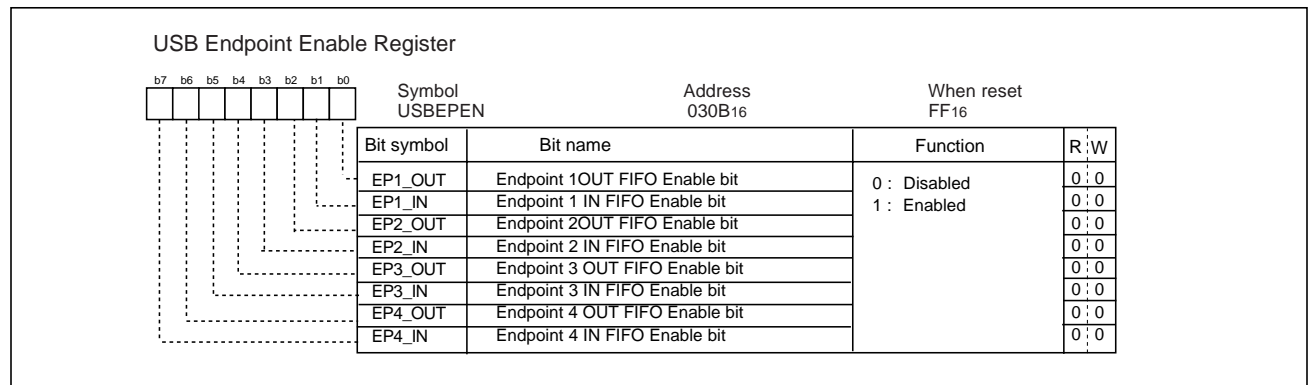 USB Endpoint Enable Register
b7 b6 b5 b4 b3 b2 b1 b0
Symbol Address When reset
USBEPEN 030B16 FF16
Bit symbol Bit name Function R W
EP1_OUT Endpoint 1OUT FIFO Enable bit 0 : Disabled 0 0
EP1_IN Endpoint 1 IN FIFO Enable bit 1 : Enabled 0 0
EP2_OUT Endpoint 2OUT FIFO Enable bit 0 0
EP2_IN Endpoint 2 IN FIFO Enable bit 0 0
EP3_OUT Endpoint 3 OUT FIFO Enable bit 0 0
EP3_IN Endpoint 3 IN FIFO Enable bit 0 0
EP4_OUT Endpoint 4 OUT FIFO Enable bit 0 0
EP4_IN Endpoint 4 IN FIFO Enable bit 0 0